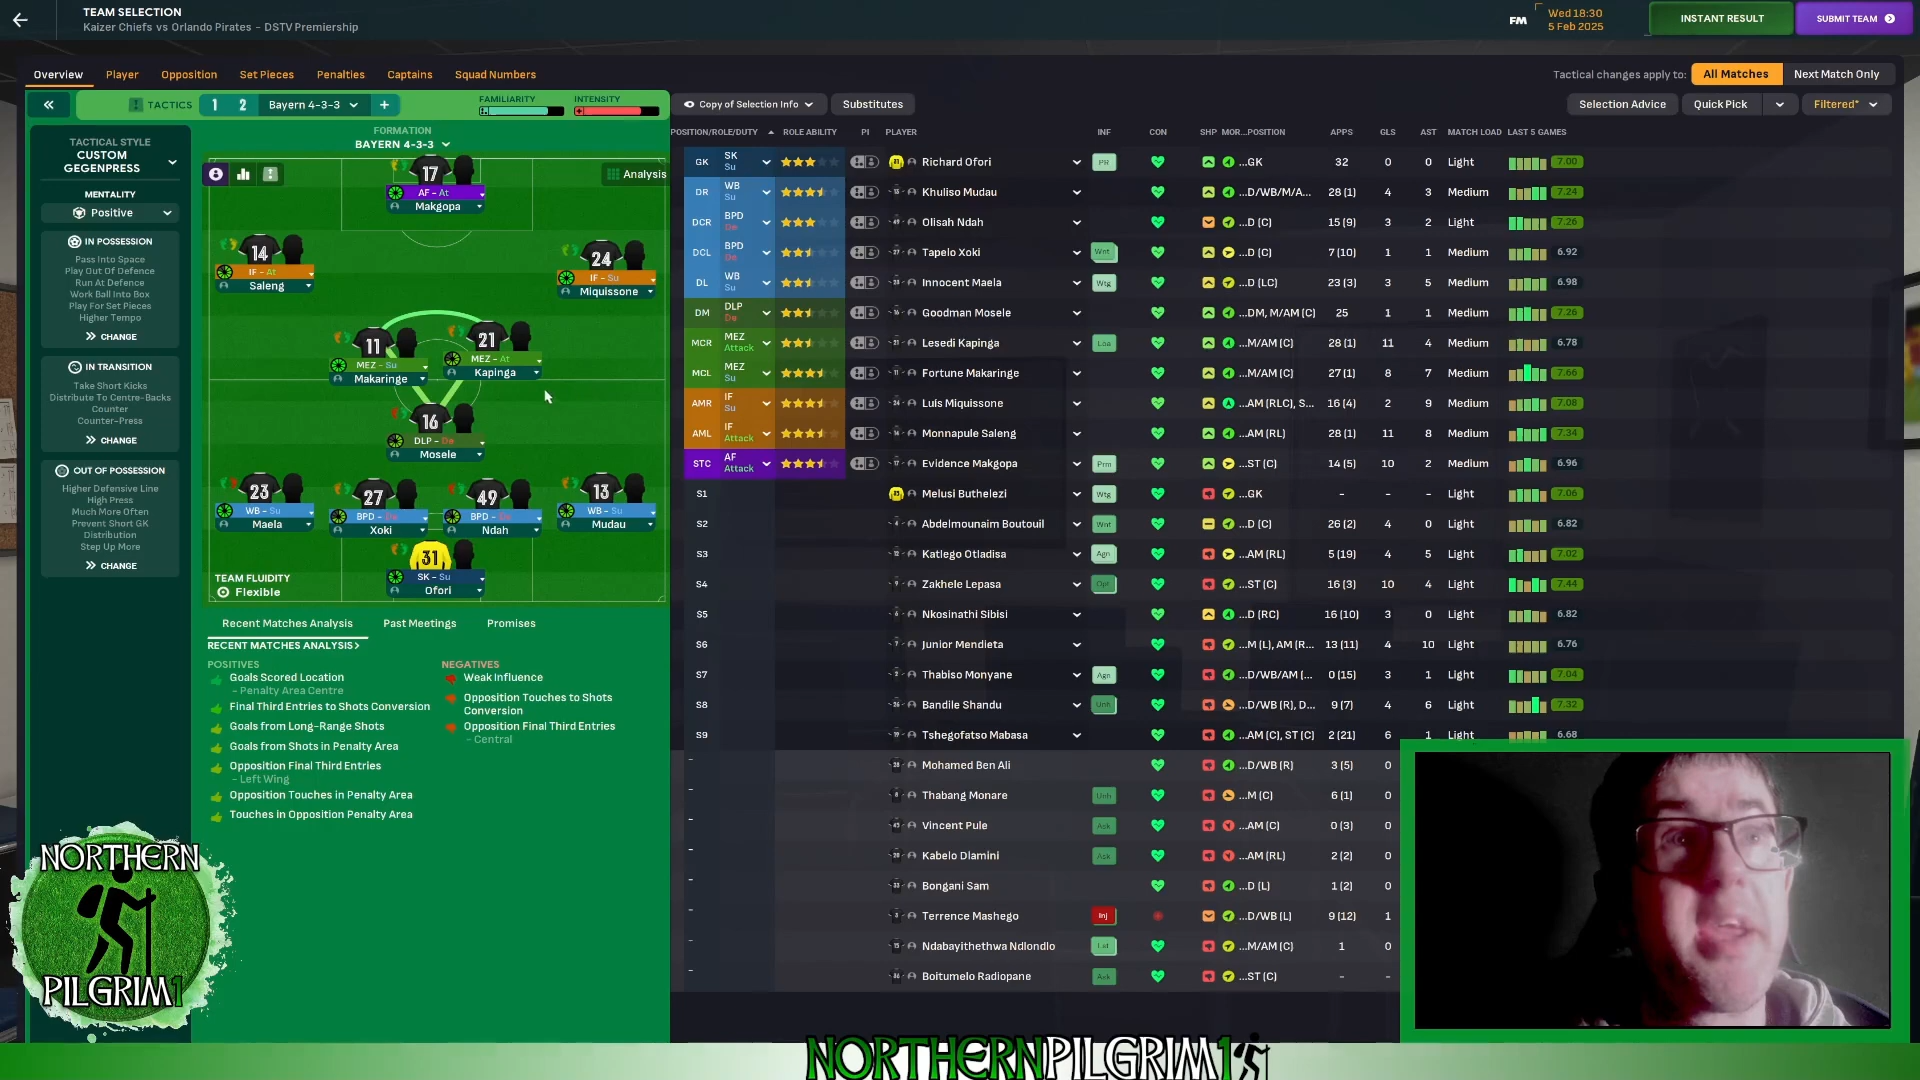 TEAM SELECTION
Kaizer Chiefs vs Orlando Pirates - DSTV Premiership
FM
Wed 18:30
5 Feb 2025
INSTANT RESULT
SUBMIT TEAM
Overview Player Opposition Set Pieces Penalties Captains Squad Numbers
Tactical changes apply to: All Matches Next Match Only
TACTICS 1 2 Bayern 4-3-3 + FAMILIARITY INTENSITY
Copy of Selection Info Substitutes Selection Advice Quick Pick Filtered*
TACTICAL STYLE
CUSTOM
GEGENPRESS
MENTALITY
Positive
IN POSSESSION
Pass Into Space
Play Out Of Defence
Run At Defence
Work Ball Into Box
Play For Set Pieces
Higher Tempo
CHANGE
IN TRANSITION
Take Short Kicks
Distribute To Centre-Backs
Counter
Counter-Press
CHANGE
OUT OF POSSESSION
Higher Defensive Line
High Press
Much More Often
Prevent Short GK
Distribution
Step Up More
CHANGE
FORMATION
BAYERN 4-3-3
Analysis
17
AF - At
Makgopa
14
IF - At
Saleng
24
IF - Su
Miquissone
11
MEZ - Su
Makaringe
21
MEZ - At
Kapinga
16
DLP - De
Mosele
23
WB - Su
Maela
27
BPD - De
Xoki
49
BPD - De
Ndah
13
WB - Su
Mudau
31
SK - Su
Ofori
TEAM FLUIDITY
Flexible
Recent Matches Analysis Past Meetings Promises
RECENT MATCHES ANALYSIS>
POSITIVES
Goals Scored Location
- Penalty Area Centre
Final Third Entries to Shots Conversion
Goals from Long-Range Shots
Goals from Shots in Penalty Area
Opposition Final Third Entries
- Left Wing
Opposition Touches in Penalty Area
Touches in Opposition Penalty Area
NEGATIVES
Weak Influence
Opposition Touches to Shots
Conversion
Opposition Final Third Entries
- Central
POSITION/ROLE/DUTY ROLE ABILITY PI PLAYER INF CON SHP MOR...POSITION APPS GLS AST MATCH LOAD LAST 5 GAMES
GK SK Su Richard Ofori PR ...GK 32 0 0 Light 7.00
DR WB Su Khuliso Mudau ...D/WB/M/A... 28 (1) 4 3 Medium 7.24
DCR BPD De Olisah Ndah ...D (C) 15 (9) 3 2 Light 7.26
DCL BPD De Tapelo Xoki Wnt ...D (C) 7 (10) 1 1 Medium 6.92
DL WB Su Innocent Maela Wtg ...D (LC) 23 (3) 3 5 Medium 6.98
DM DLP De Goodman Mosele ...DM, M/AM (C) 25 1 1 Medium 7.26
MCR MEZ Attack Lesedi Kapinga Loa ...M/AM (C) 28 (1) 11 4 Medium 6.78
MCL MEZ Su Fortune Makaringe ...M/AM (C) 27 (1) 8 7 Medium 7.66
AMR IF Su Luis Miquissone ...AM (RLC), S... 16 (4) 2 9 Medium 7.08
AML IF Attack Monnapule Saleng ...AM (RL) 28 (1) 11 8 Medium 7.34
STC AF Attack Evidence Makgopa Prm ...ST (C) 14 (5) 10 2 Medium 6.96
S1 Melusi Buthelezi Wtg ...GK - - - Light 7.06
S2 Abdelmounaim Boutouil Wnt ...D (C) 26 (2) 4 0 Light 6.82
S3 Katlego Otladisa Agn ...AM (RL) 5 (19) 4 5 Light 7.02
S4 Zakhele Lepasa Opt ...ST (C) 16 (3) 10 4 Light 7.44
S5 Nkosinathi Sibisi ...D (RC) 16 (10) 3 0 Light 6.82
S6 Junior Mendieta ...M (L), AM (R... 13 (11) 4 10 Light 6.76
S7 Thabiso Monyane Agn ...D/WB/AM (... 0 (15) 3 1 Light 7.04
S8 Bandile Shandu Unh ...D/WB (R), D... 9 (7) 4 6 Light 7.32
S9 Tshegofatso Mabasa ...AM (C), ST (C) 2 (21) 6 1 Light 6.68
- Mohamed Ben Ali ...D/WB (R) 3 (5) 0
- Thabang Monare Unh ...M (C) 6 (1) 0
- Vincent Pule Ask ...AM (C) 0 (3) 0
- Kabelo Dlamini Ask ...AM (RL) 2 (2) 0
- Bongani Sam ...D (L) 1 (2) 0
- Terrence Mashego Inj ...D/WB (L) 9 (12) 1
- Ndabayithethwa Ndlondlo Lat ...M/AM (C) 1 0
- Boitumelo Radiopane Ask ...ST (C) - -
NORTHERN
PILGRIM1
NORTHERNPILGRIM1